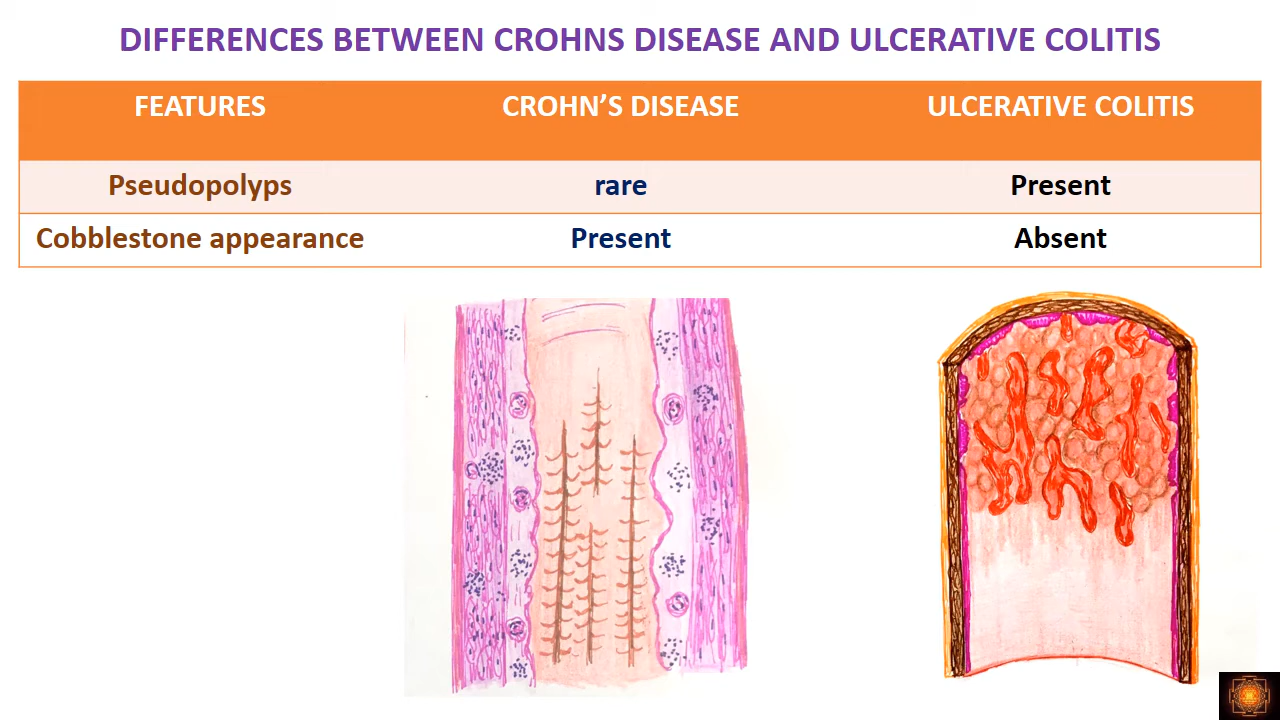 DIFFERENCES BETWEEN CROHNS DISEASE AND ULCERATIVE COLITIS
FEATURES CROHN’S DISEASE ULCERATIVE COLITIS
Pseudopolyps rare Present
Cobblestone appearance Present Absent